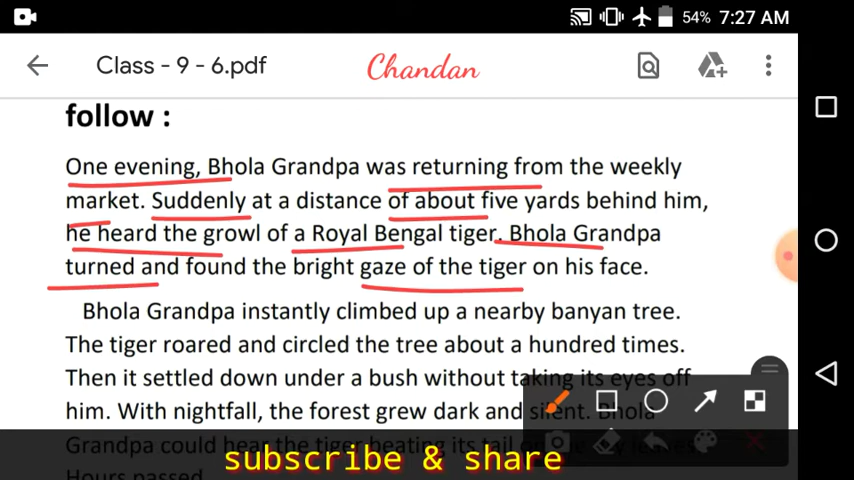 54% 7:27 AM
Class - 9 - 6.pdf
Chandan
follow :
One evening, Bhola Grandpa was returning from the weekly
market. Suddenly at a distance of about five yards behind him,
he heard the growl of a Royal Bengal tiger. Bhola Grandpa
turned and found the bright gaze of the tiger on his face.
Bhola Grandpa instantly climbed up a nearby banyan tree.
The tiger roared and circled the tree about a hundred times.
Then it settled down under a bush without taking its eyes off
him. With nightfall, the forest grew dark and silent. Bhola
Grandpa could hear the tiger beating its tail on leaves.
Hours passed.
subscribe & share